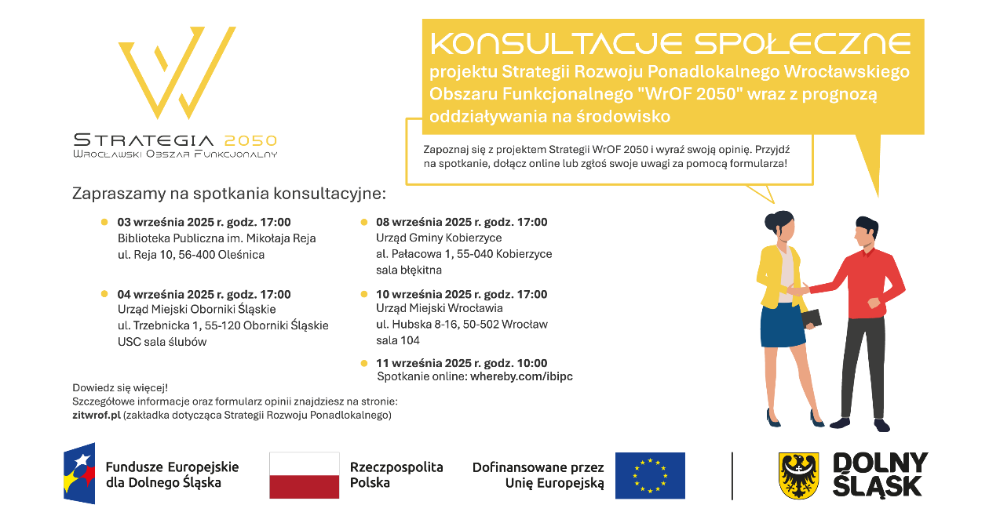 STRATEGIA 2050
WROCŁAWSKI OBSZAR FUNKCJONALNY
KONSULTACJE SPOŁECZNE
projektu Strategii Rozwoju Ponadlokalnego Wrocławskiego
Obszaru Funkcjonalnego "WrOF 2050" wraz z prognozą
oddziaływania na środowisko
Zapoznaj się z projektem Strategii WrOF 2050 i wyraź swoją opinię. Przyjdź
na spotkanie, dołącz online lub zgłoś swoje uwagi za pomocą formularza!
Zapraszamy na spotkania konsultacyjne:
03 września 2025 r. godz. 17:00
Biblioteka Publiczna im. Mikołaja Reja
ul. Reja 10, 56-400 Oleśnica
04 września 2025 r. godz. 17:00
Urząd Miejski Oborniki Śląskie
ul. Trzebnicka 1, 55-120 Oborniki Śląskie
USC sala ślubów
08 września 2025 r. godz. 17:00
Urząd Gminy Kobierzyce
al. Pałacowa 1, 55-040 Kobierzyce
sala błękitna
10 września 2025 r. godz. 17:00
Urząd Miejski Wrocławia
ul. Hubska 8-16, 50-502 Wrocław
sala 104
11 września 2025 r. godz. 10:00
Spotkanie online: whereby.com/ibipc
Dowiedz się więcej!
Szczegółowe informacje oraz formularz opinii znajdziesz na stronie:
zitwrof.pl (zakładka dotycząca Strategii Rozwoju Ponadlokalnego)
Fundusze Europejskie
dla Dolnego Śląska
Rzeczpospolita
Polska
Dofinansowane przez
Unię Europejską
DOLNY
ŚLĄSK